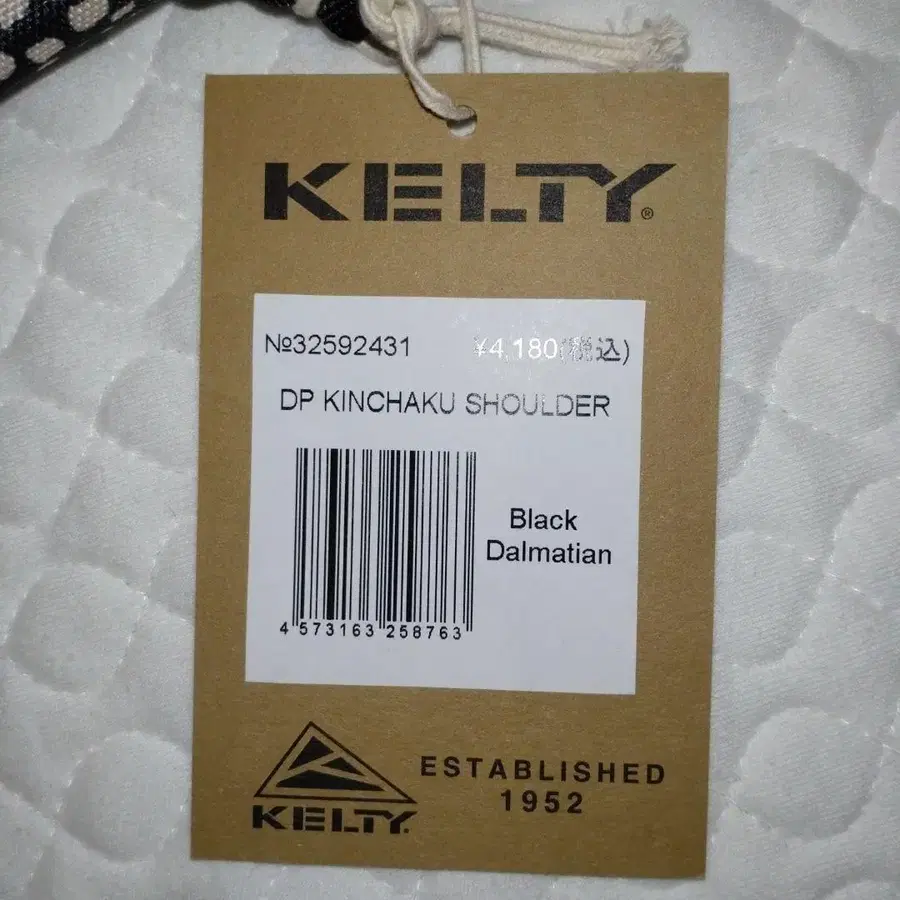 KELTY®
№32592431 ¥4,180(税込)
DP KINCHAKU SHOULDER
Black
Dalmatian
4 573163 258763
KELTY.
ESTABLISHED
1952